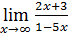 lim x→∞ 2x+3 / 1−5x